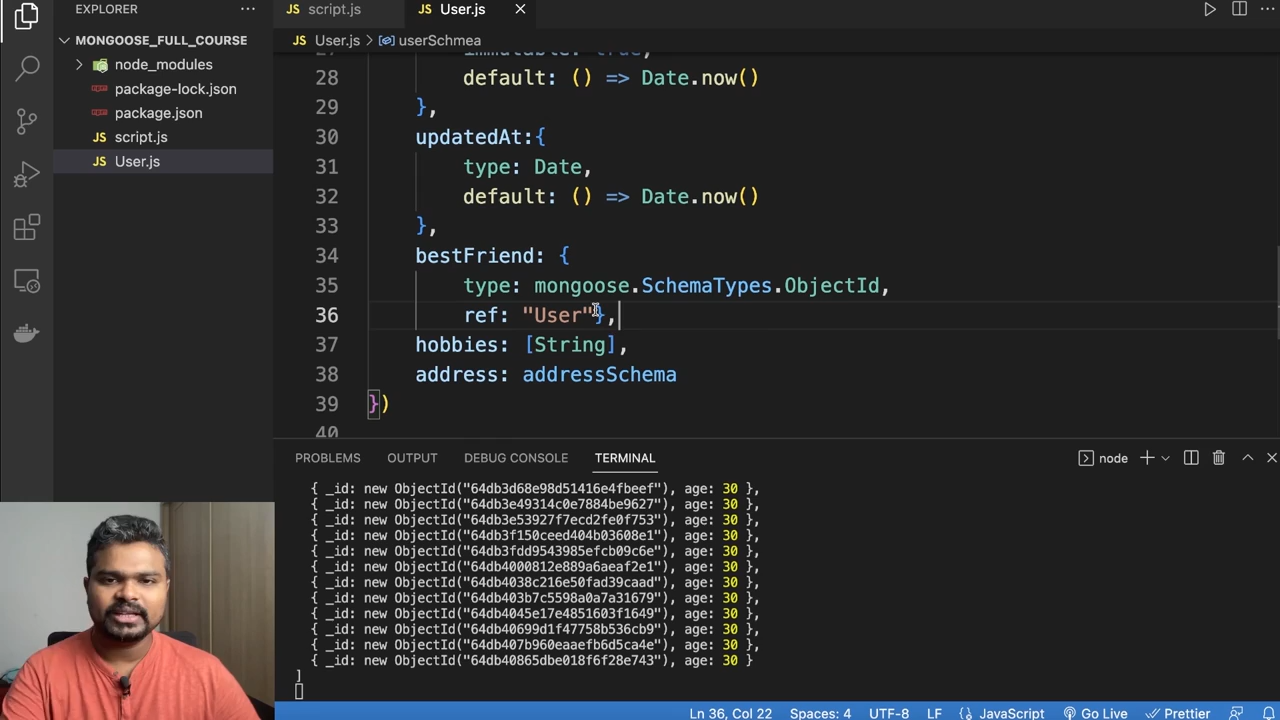 EXPLORER
JS script.js
JS User.js
MONGOOSE_FULL_COURSE
JS User.js > userSchmea
node_modules
package-lock.json
package.json
JS script.js
JS User.js
28 default: () => Date.now()
29 },
30 updatedAt:{
31 type: Date,
32 default: () => Date.now()
33 },
34 bestFriend: {
35 type: mongoose.SchemaTypes.ObjectId,
36 ref: "User"},
37 hobbies: [String],
38 address: addressSchema
39 })
40
PROBLEMS OUTPUT DEBUG CONSOLE TERMINAL node
{ _id: new ObjectId("64db3d68e98d51416e4fbeef"), age: 30 },
{ _id: new ObjectId("64db3e49314c0e7884be9627"), age: 30 },
{ _id: new ObjectId("64db3e53927f7ecd2fe0f753"), age: 30 },
{ _id: new ObjectId("64db3f150ceed404b03608e1"), age: 30 },
{ _id: new ObjectId("64db3fdd9543985efcb09c6e"), age: 30 },
{ _id: new ObjectId("64db4000812e889a6aeaf2e1"), age: 30 },
{ _id: new ObjectId("64db4038c216e50fad39caad"), age: 30 },
{ _id: new ObjectId("64db403b7c5598a0a7a31679"), age: 30 },
{ _id: new ObjectId("64db4045e17e4851603f1649"), age: 30 },
{ _id: new ObjectId("64db40699d1f47758b536cb9"), age: 30 },
{ _id: new ObjectId("64db407b960eaaefb6d5ca4e"), age: 30 },
{ _id: new ObjectId("64db40865dbe018f6f28e743"), age: 30 }
]
Ln 36, Col 22 Spaces: 4 UTF-8 LF {} JavaScript Go Live Prettier